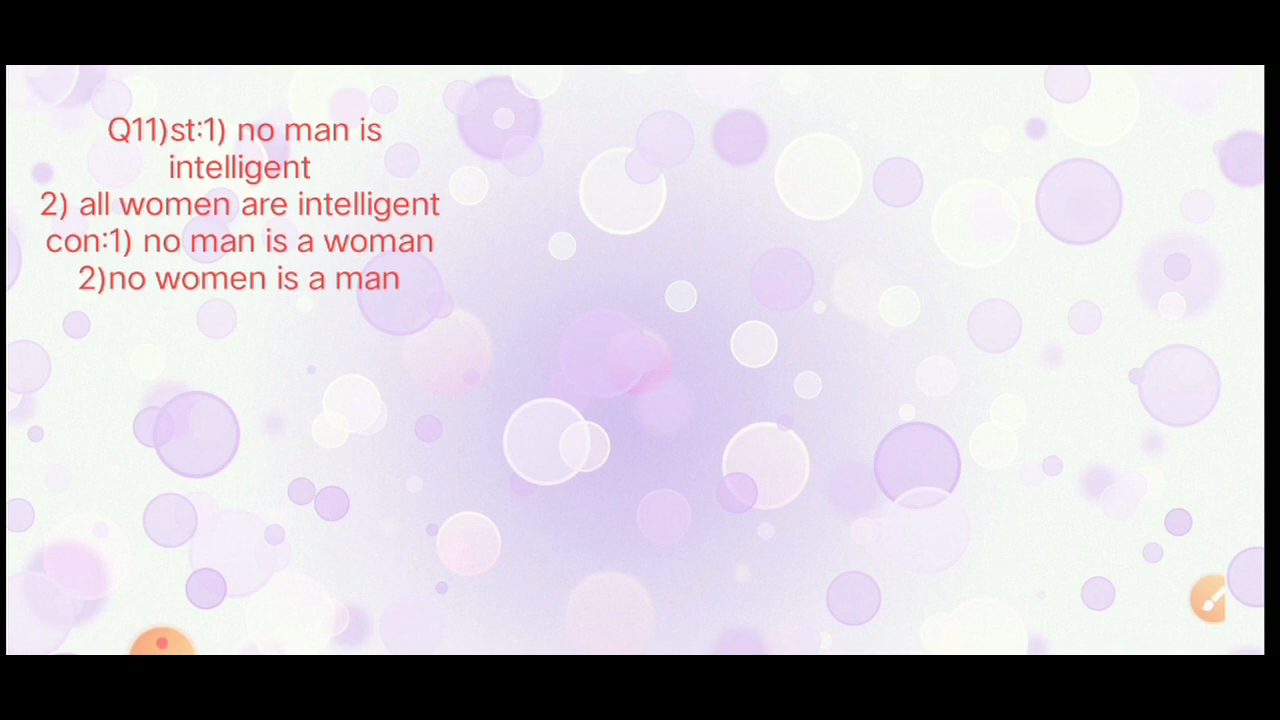 Q11)st:1) no man is
intelligent
2) all women are intelligent
con:1) no man is a woman
2)no women is a man